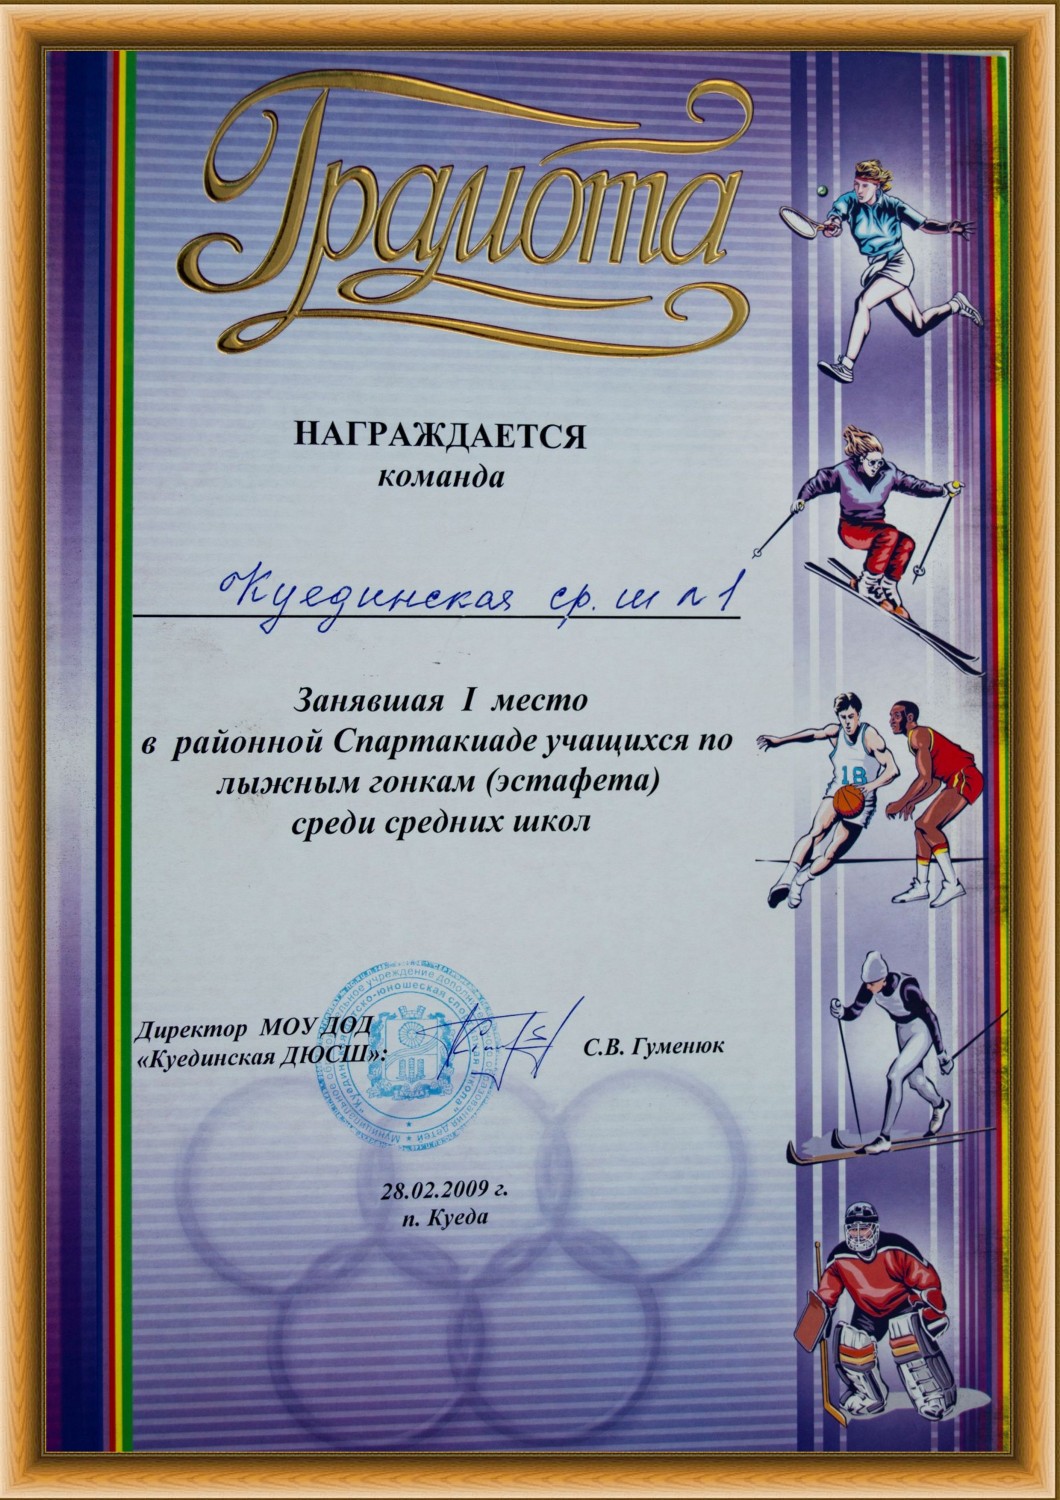 Грамота
НАГРАЖДАЕТСЯ
команда
Куединская ср. ш N 1
Занявшая I место
в районной Спартакиаде учащихся по
лыжным гонкам (эстафета)
среди средних школ
18
Директор МОУ ДОД
«Куединская ДЮСШ»:
С.В. Гуменюк
28.02.2009 г.
п. Куеда